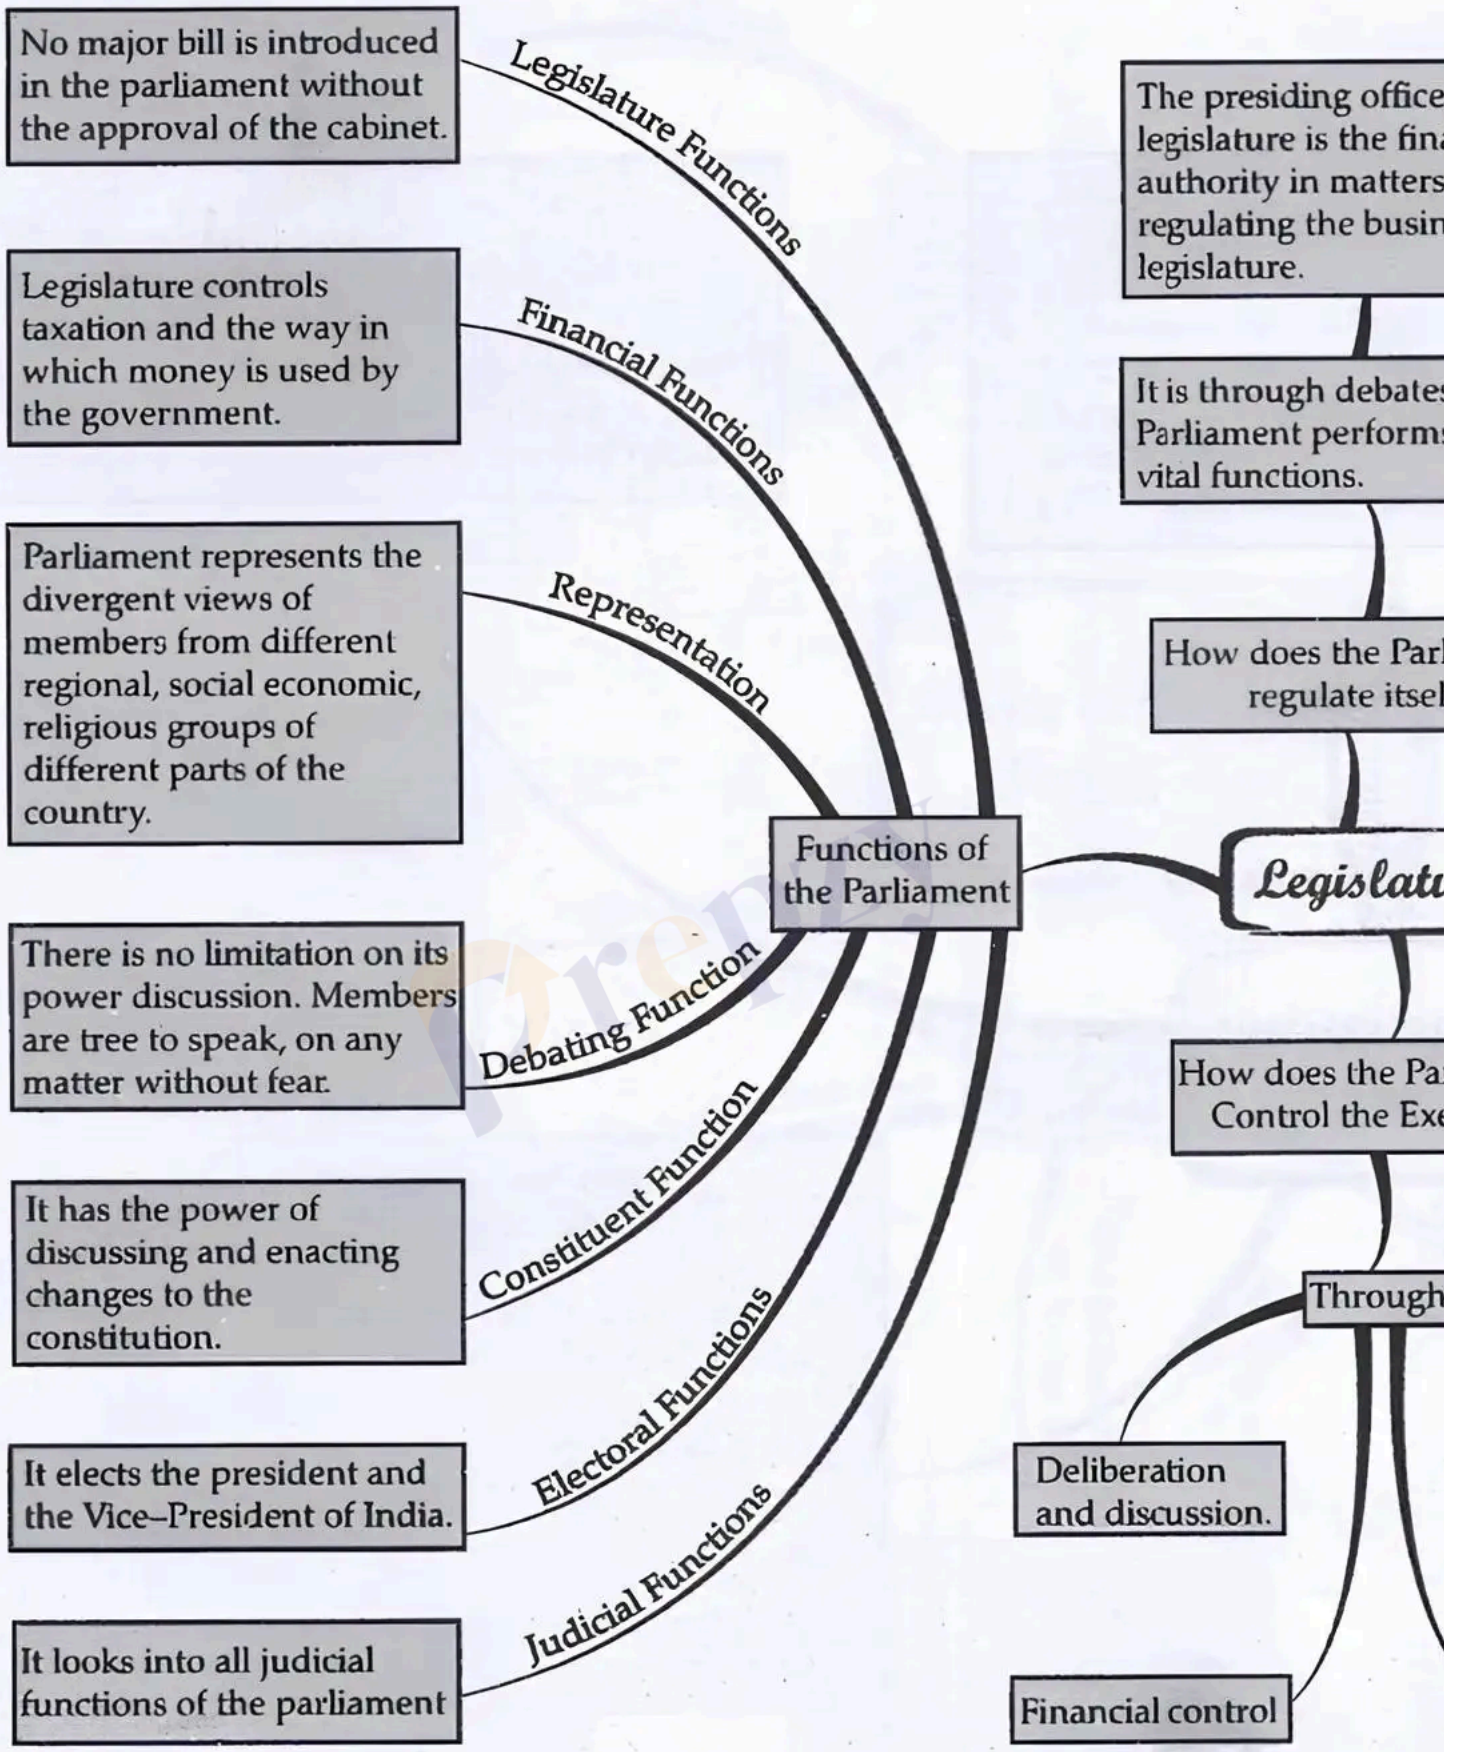 No major bill is introduced
in the parliament without
the approval of the cabinet.
Legislature Functions
Legislature controls
taxation and the way in
which money is used by
the government.
Financial Functions
Parliament represents the
divergent views of
members from different
regional, social economic,
religious groups of
different parts of the
country.
Representation
Functions of
the Parliament
There is no limitation on its
power discussion. Members
are tree to speak, on any
matter without fear.
Debating Function
It has the power of
discussing and enacting
changes to the
constitution.
Constituent Function
It elects the president and
the Vice–President of India.
Electoral Functions
It looks into all judicial
functions of the parliament
Judicial Functions
The presiding office
legislature is the
authority in matters
regulating the
legislature.
It is through debates
Parliament performs
vital functions.
How does the
regulate
How does the
Control the
Through
Deliberation
and discussion.
Financial control
prepzy